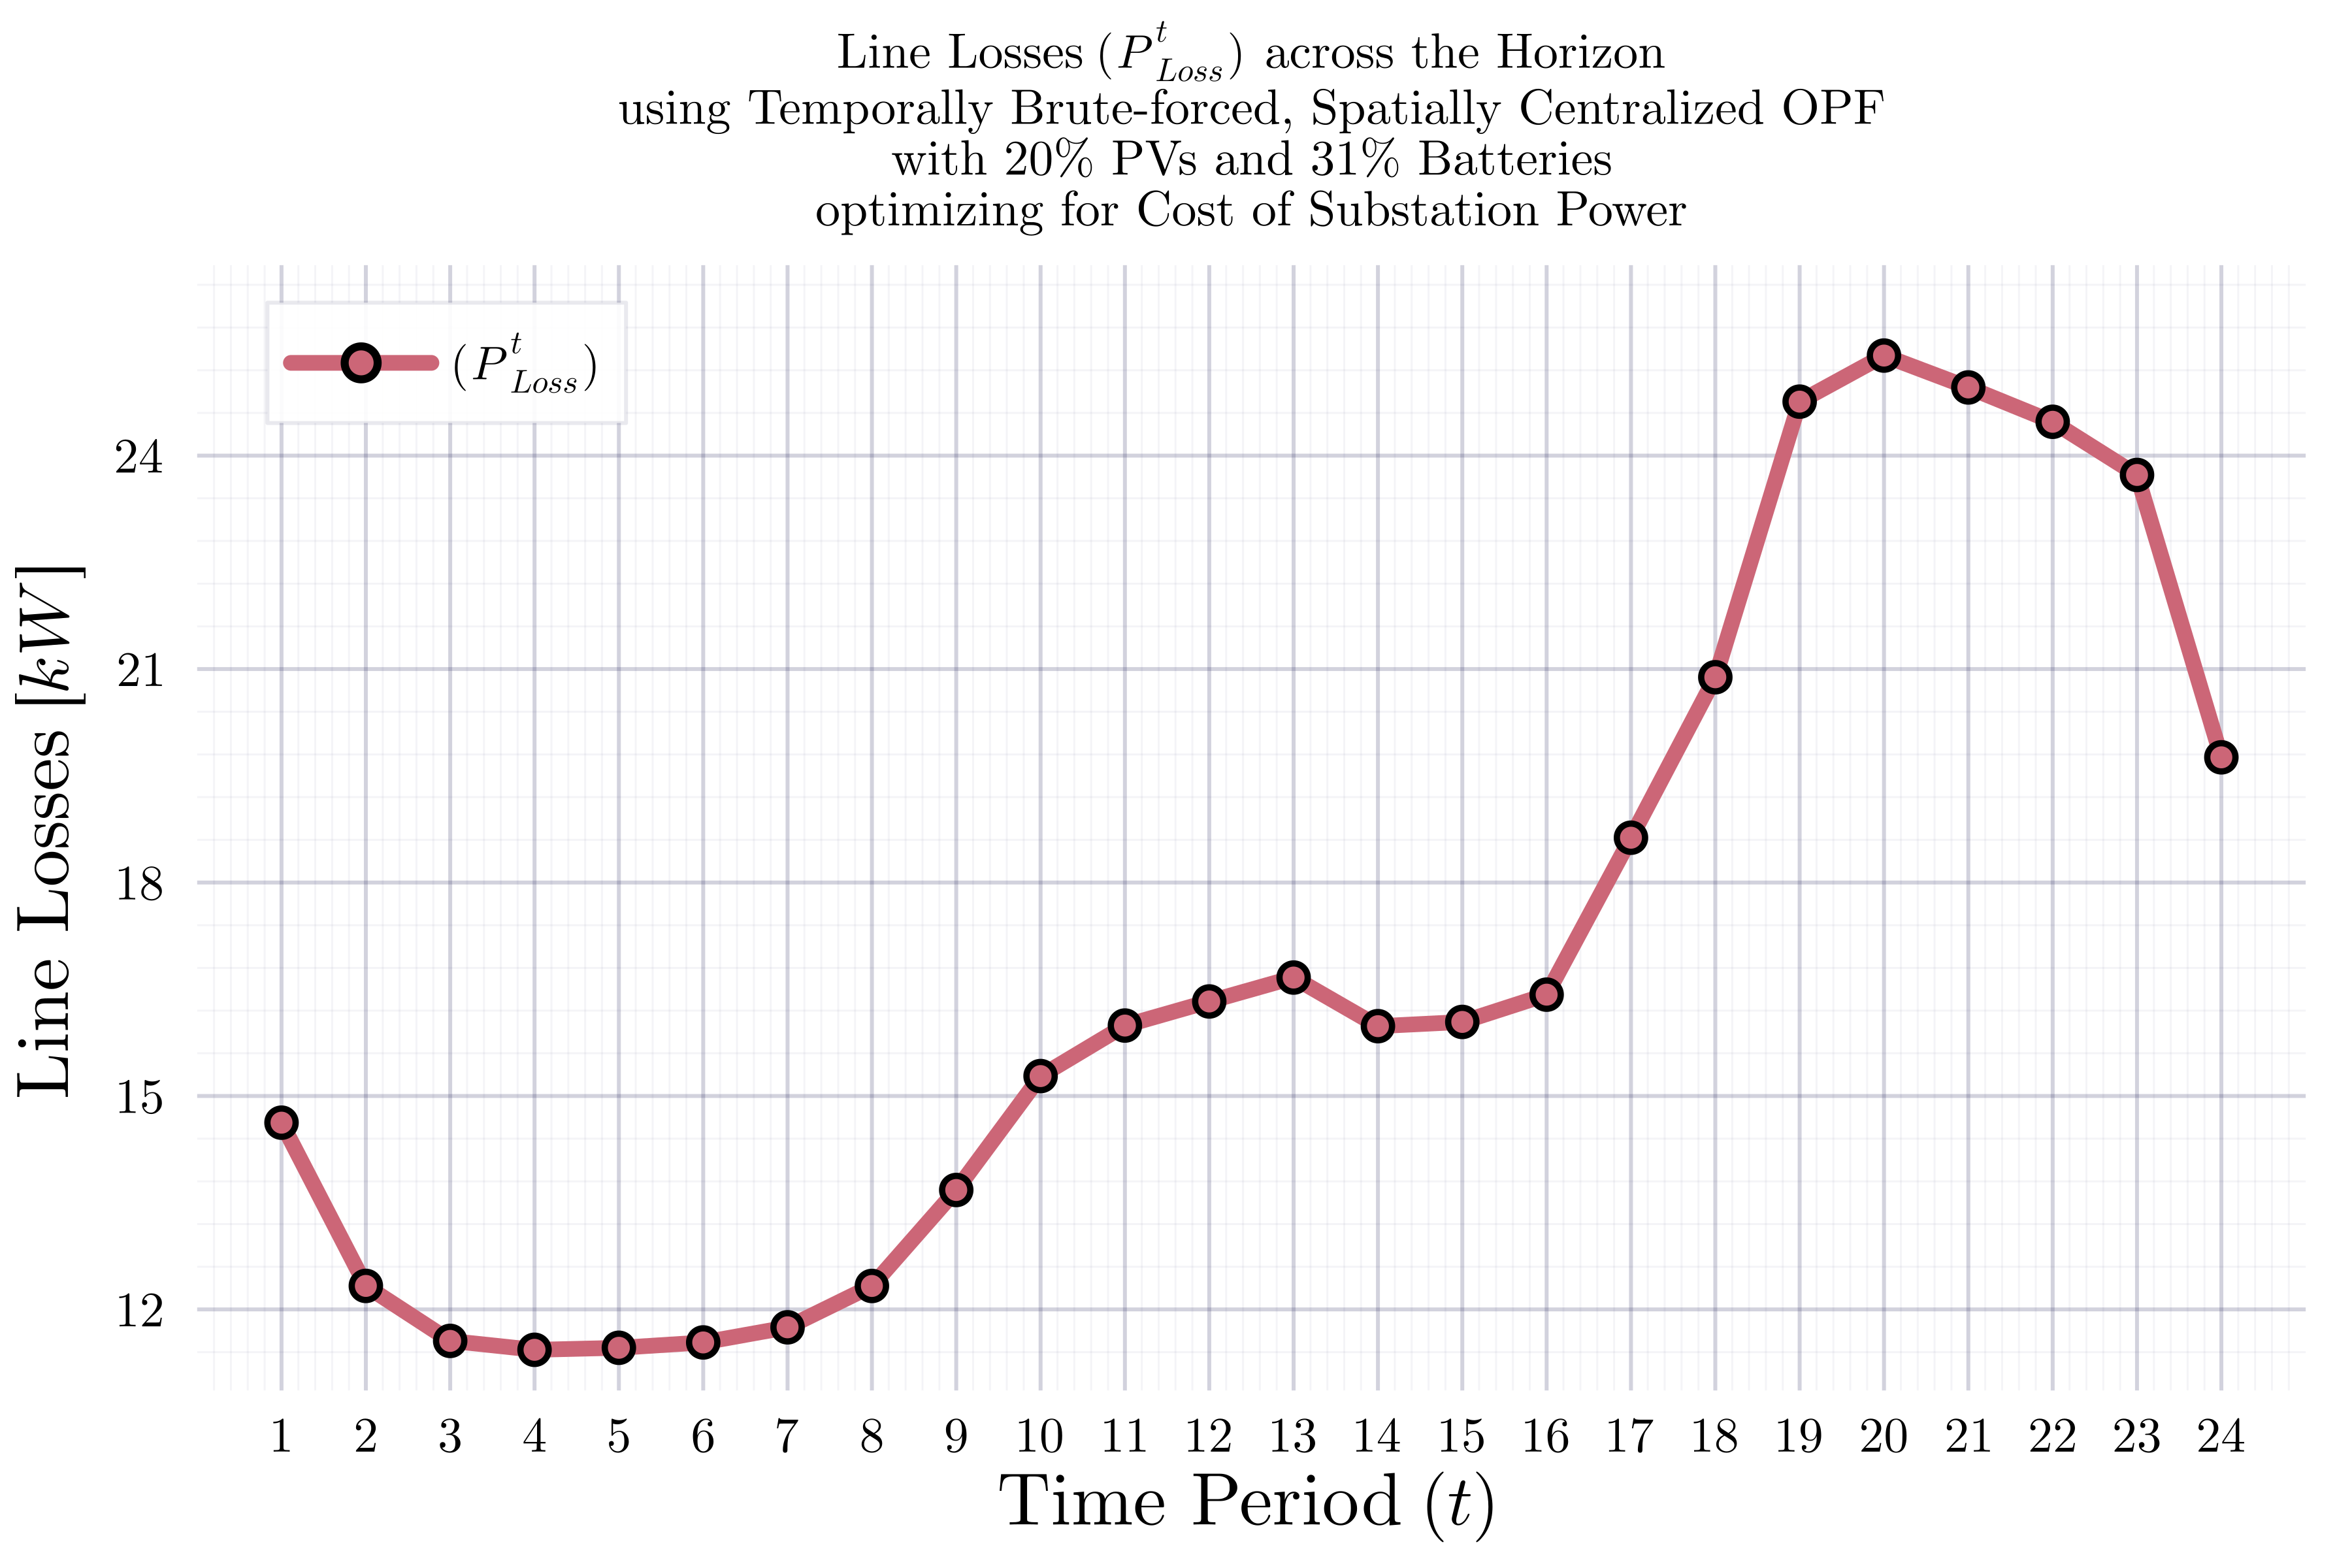 Line Losses (P^t_Loss) across the Horizon
using Temporally Brute-forced, Spatially Centralized OPF
with 20% PVs and 31% Batteries
optimizing for Cost of Substation Power
(P^t_Loss)
Line Losses [kW]
24
21
18
15
12
1 2 3 4 5 6 7 8 9 10 11 12 13 14 15 16 17 18 19 20 21 22 23 24
Time Period (t)